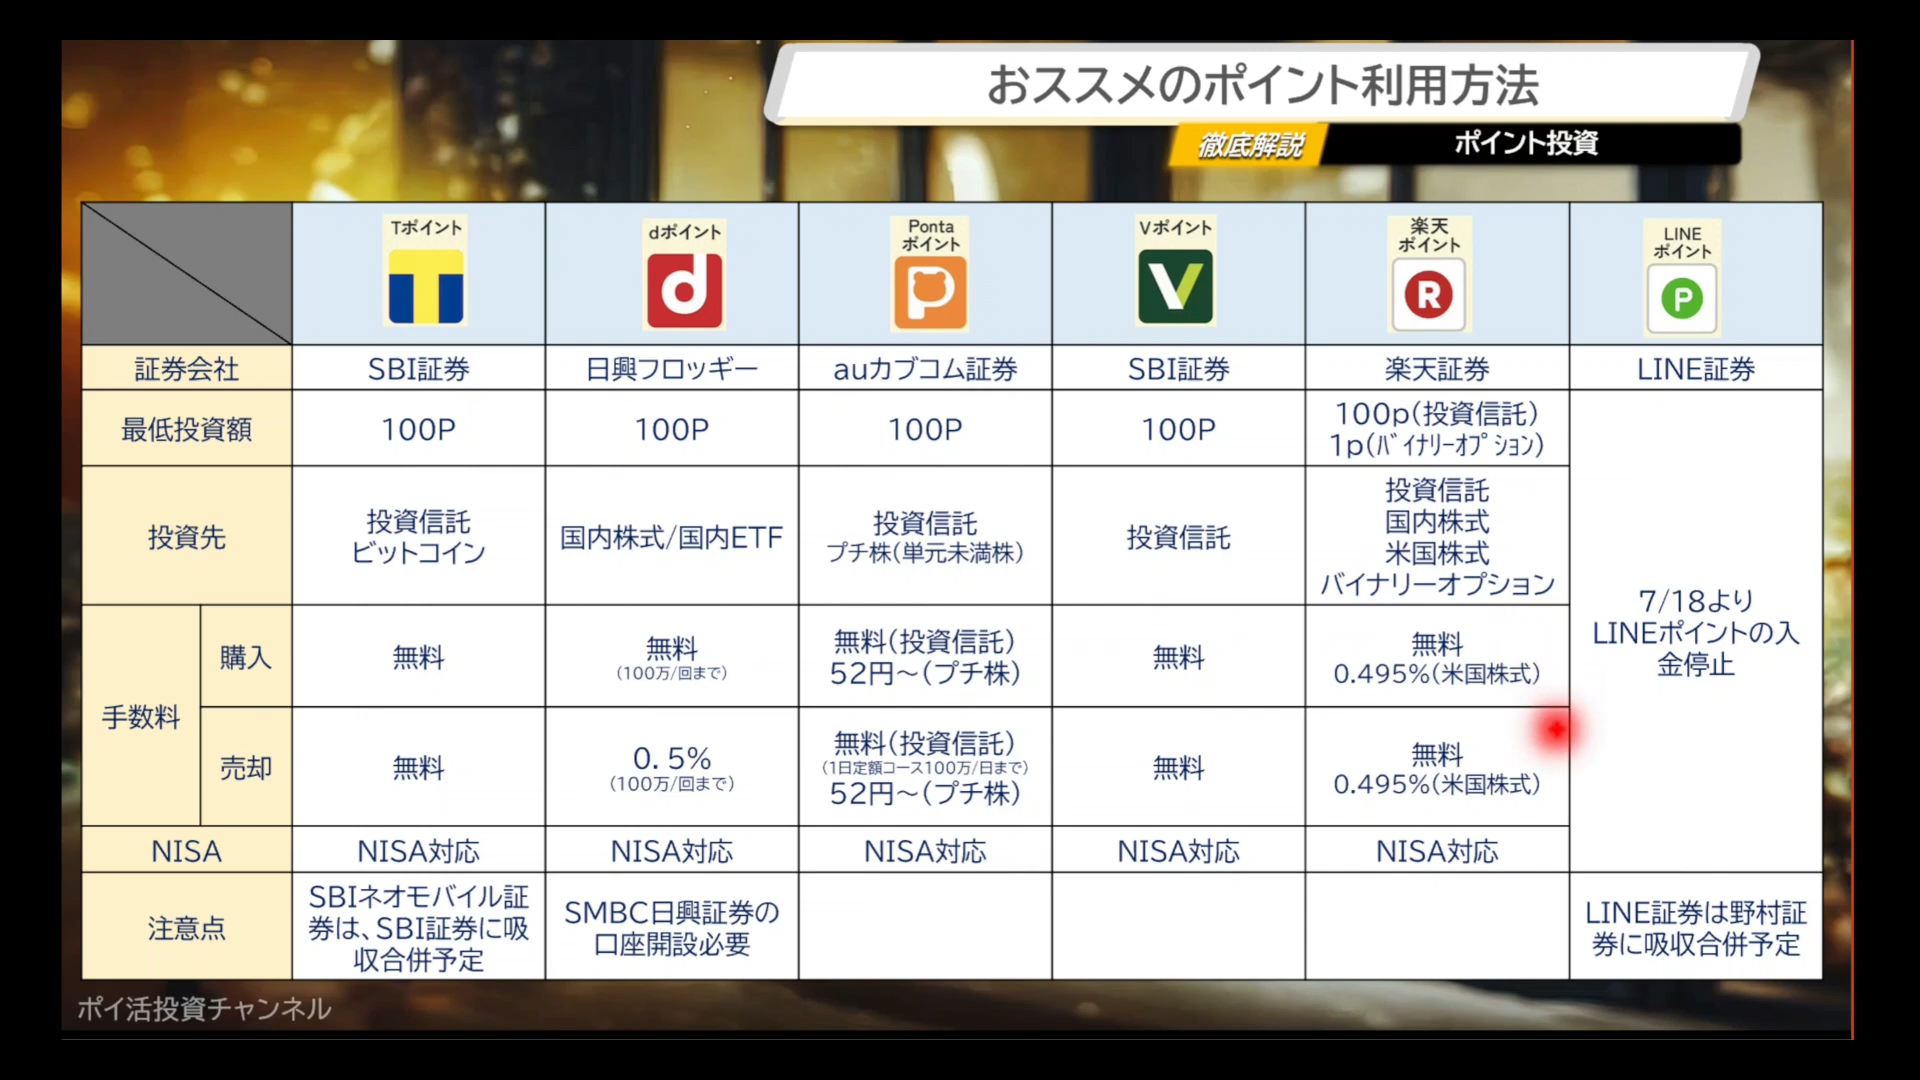 おススメのポイント利用方法
徹底解説
ポイント投資
Tポイント
dポイント
Ponta
ポイント
Vポイント
楽天
ポイント
LINE
ポイント
証券会社
SBI証券
日興フロッギー
auカブコム証券
SBI証券
楽天証券
LINE証券
最低投資額
100P
100P
100P
100P
100p(投資信託)
1p(ﾊﾞｲﾅﾘｰｵﾌﾟｼｮﾝ)
投資先
投資信託
ビットコイン
国内株式/国内ETF
投資信託
プチ株(単元未満株)
投資信託
投資信託
国内株式
米国株式
バイナリーオプション
7/18より
LINEポイントの入
金停止
手数料
購入
無料
無料
(100万/回まで)
無料(投資信託)
52円～(プチ株)
無料
無料
0.495%(米国株式)
売却
無料
0.5%
(100万/回まで)
無料(投資信託)
(1日定額コース100万/日まで)
52円～(プチ株)
無料
無料
0.495%(米国株式)
NISA
NISA対応
NISA対応
NISA対応
NISA対応
NISA対応
注意点
SBIネオモバイル証
券は、SBI証券に吸
収合併予定
SMBC日興証券の
口座開設必要
LINE証券は野村証
券に吸収合併予定
ポイ活投資チャンネル